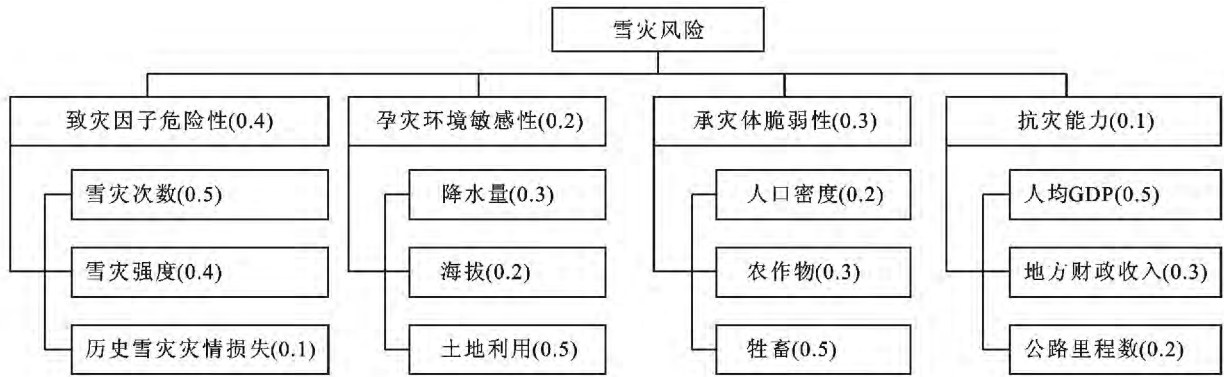 雪灾风险
致灾因子危险性(0.4)
孕灾环境敏感性(0.2)
承灾体脆弱性(0.3)
抗灾能力(0.1)
雪灾次数(0.5)
降水量(0.3)
人口密度(0.2)
人均GDP(0.5)
雪灾强度(0.4)
海拔(0.2)
农作物(0.3)
地方财政收入(0.3)
历史雪灾灾情损失(0.1)
土地利用(0.5)
牲畜(0.5)
公路里程数(0.2)